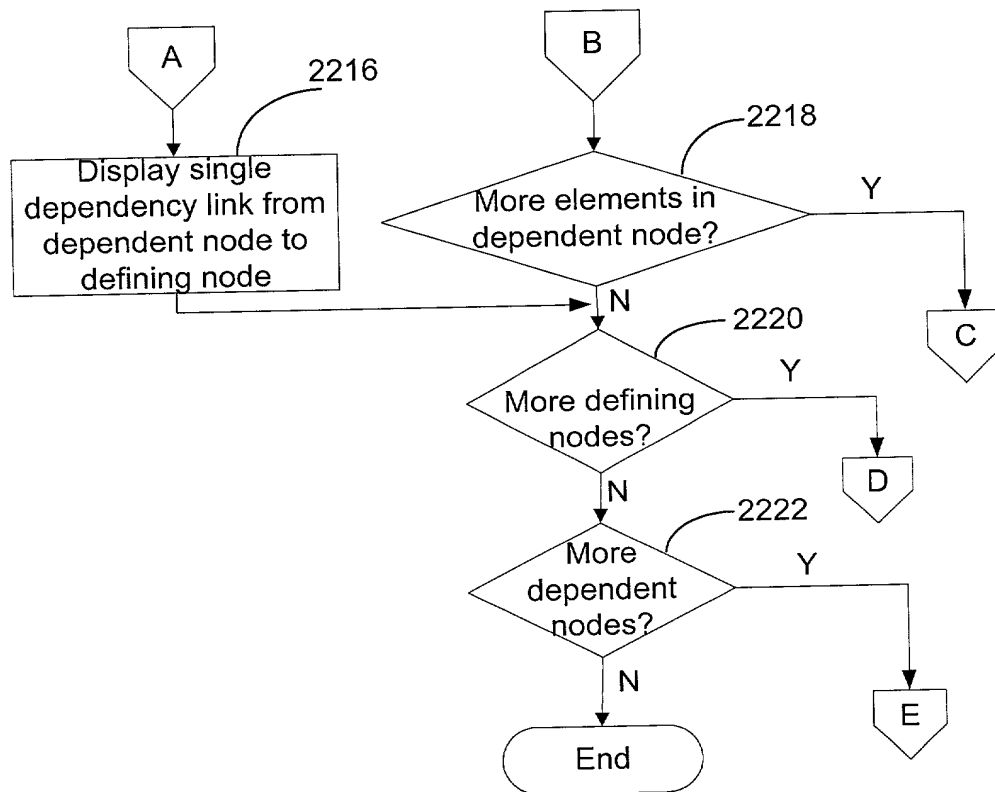 A
B
2216
2218
Display single
dependency link from
dependent node to
defining node
More elements in
dependent node?
Y
N
C
2220
More defining
nodes?
Y
D
N
2222
More
dependent
nodes?
Y
N
E
End